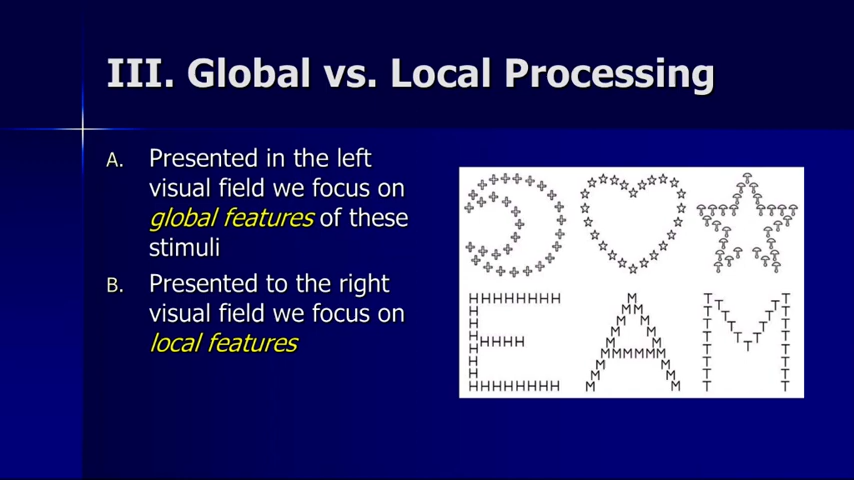 III. Global vs. Local Processing
A. Presented in the left
visual field we focus on
global features of these
stimuli
B. Presented to the right
visual field we focus on
local features
E A M